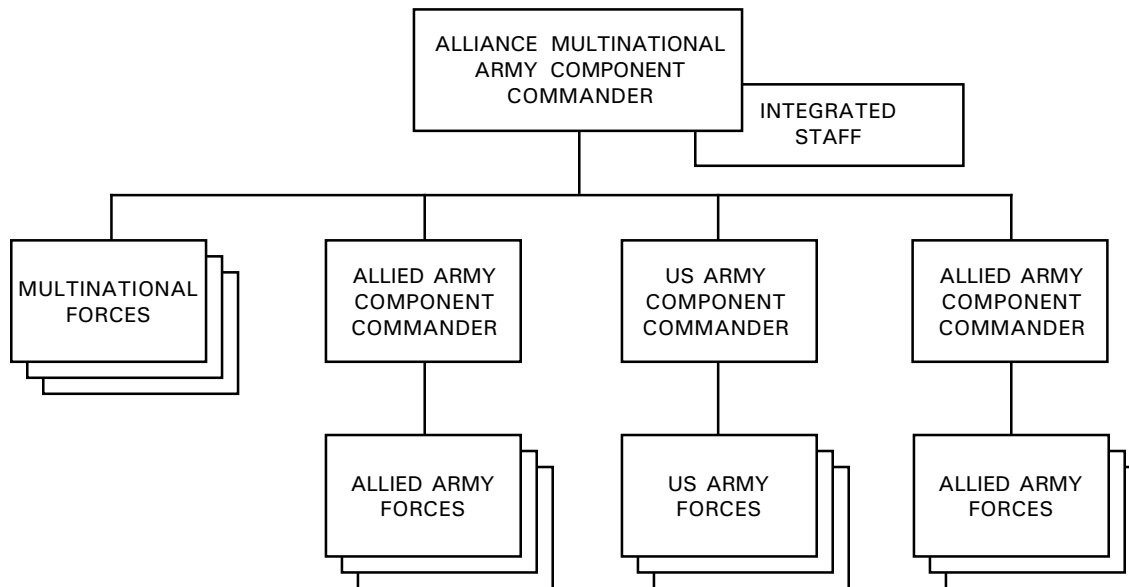 ALLIANCE MULTINATIONAL
ARMY COMPONENT
COMMANDER
INTEGRATED
STAFF
MULTINATIONAL
FORCES
ALLIED ARMY
COMPONENT
COMMANDER
US ARMY
COMPONENT
COMMANDER
ALLIED ARMY
COMPONENT
COMMANDER
ALLIED ARMY
FORCES
US ARMY
FORCES
ALLIED ARMY
FORCES